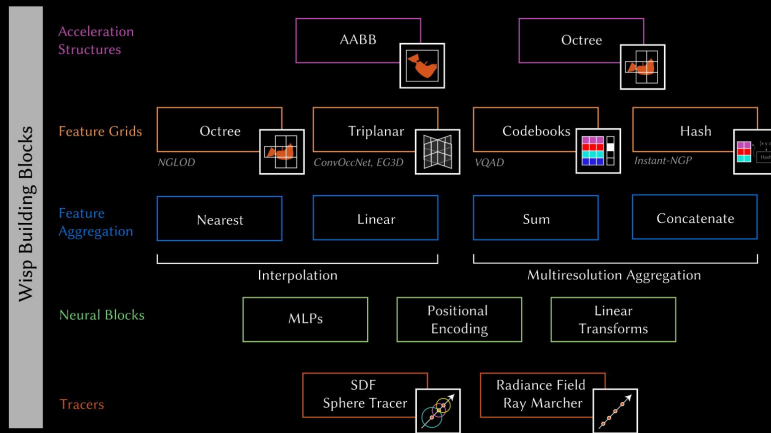 Wisp Building Blocks
Acceleration
Structures
AABB
Octree
Feature Grids
Octree
Triplanar
Codebooks
Hash
NGLOD
ConvOccNet, EG3D
VQAD
Instant-NGP
Feature
Aggregation
Nearest
Linear
Sum
Concatenate
Interpolation
Multiresolution Aggregation
Neural Blocks
MLPs
Positional
Encoding
Linear
Transforms
Tracers
SDF
Sphere Tracer
Radiance Field
Ray Marcher